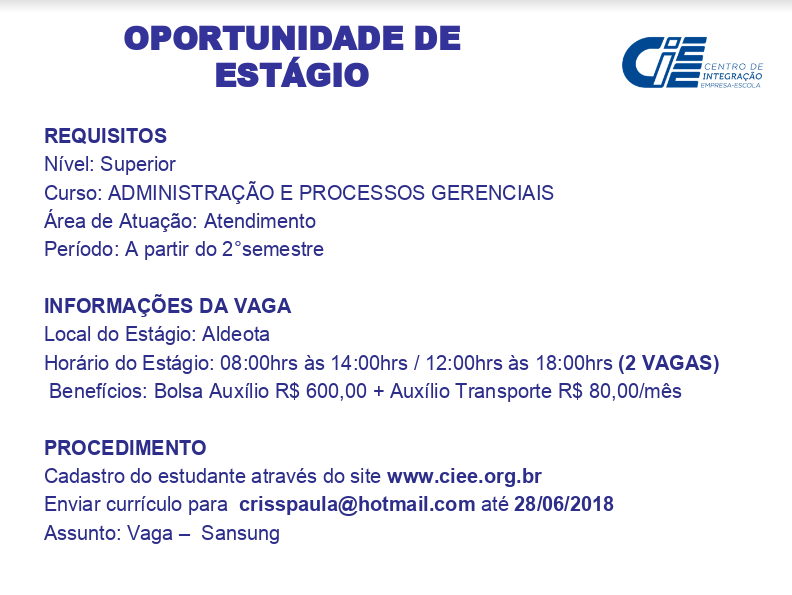 OPORTUNIDADE DE
ESTÁGIO
CIEE
CENTRO DE
INTEGRAÇÃO
EMPRESA-ESCOLA
REQUISITOS
Nível: Superior
Curso: ADMINISTRAÇÃO E PROCESSOS GERENCIAIS
Área de Atuação: Atendimento
Período: A partir do 2°semestre
INFORMAÇÕES DA VAGA
Local do Estágio: Aldeota
Horário do Estágio: 08:00hrs às 14:00hrs / 12:00hrs às 18:00hrs (2 VAGAS)
Benefícios: Bolsa Auxílio R$ 600,00 + Auxílio Transporte R$ 80,00/mês
PROCEDIMENTO
Cadastro do estudante através do site www.ciee.org.br
Enviar currículo para crisspaula@hotmail.com até 28/06/2018
Assunto: Vaga – Sansung